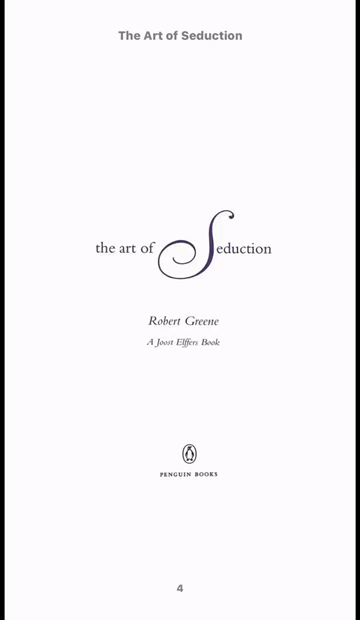 The Art of Seduction
the art of Seduction
Robert Greene
A Joost Elffers Book
PENGUIN BOOKS
4